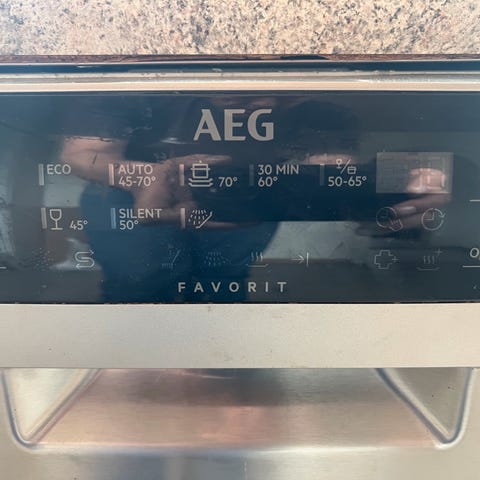 AEG
ECO
AUTO
45-70°
70°
30 MIN
60°
50-65°
45°
SILENT
50°
FAVORIT